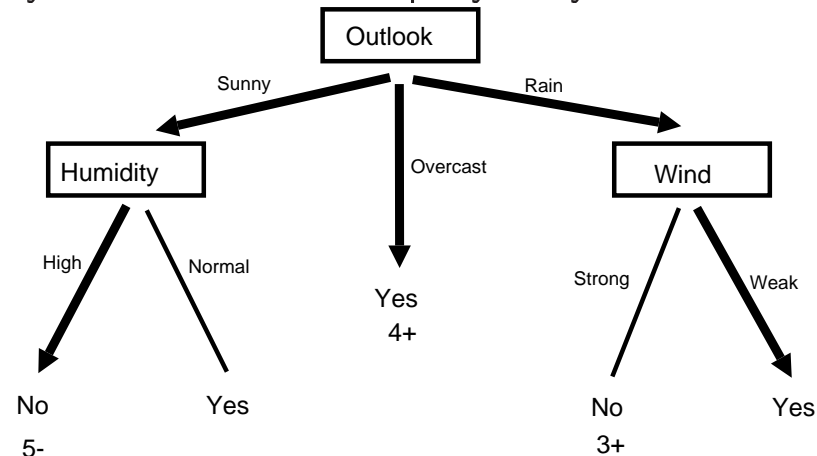 Outlook
Sunny
Rain
Humidity
Overcast
Wind
High
Normal
Strong
Weak
Yes
4+
No
Yes
No
Yes
5-
3+